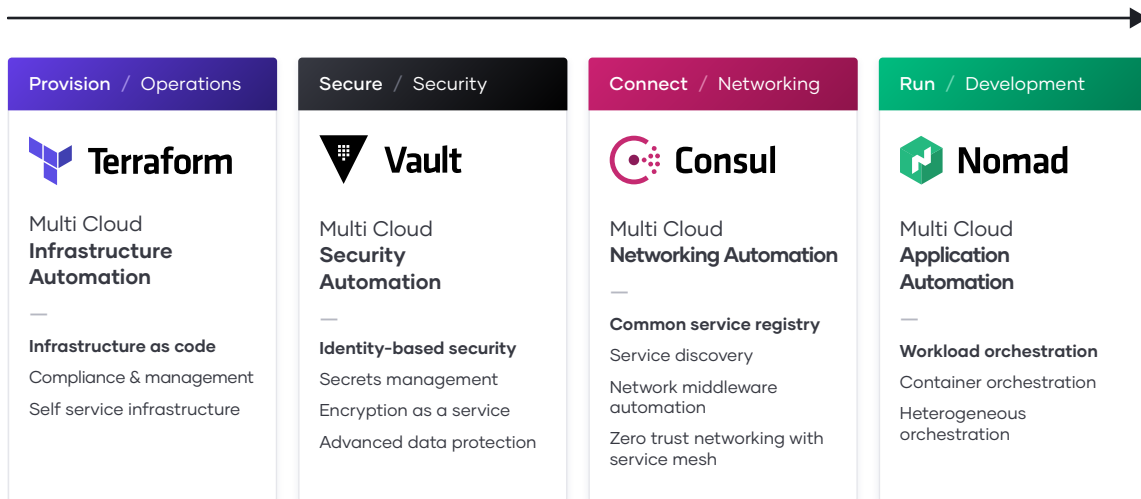 Provision / Operations
Terraform
Multi Cloud
Infrastructure
Automation
—
Infrastructure as code
Compliance & management
Self service infrastructure
Secure / Security
Vault
Multi Cloud
Security
Automation
—
Identity-based security
Secrets management
Encryption as a service
Advanced data protection
Connect / Networking
Consul
Multi Cloud
Networking Automation
—
Common service registry
Service discovery
Network middleware
automation
Zero trust networking with
service mesh
Run / Development
Nomad
Multi Cloud
Application
Automation
—
Workload orchestration
Container orchestration
Heterogeneous
orchestration